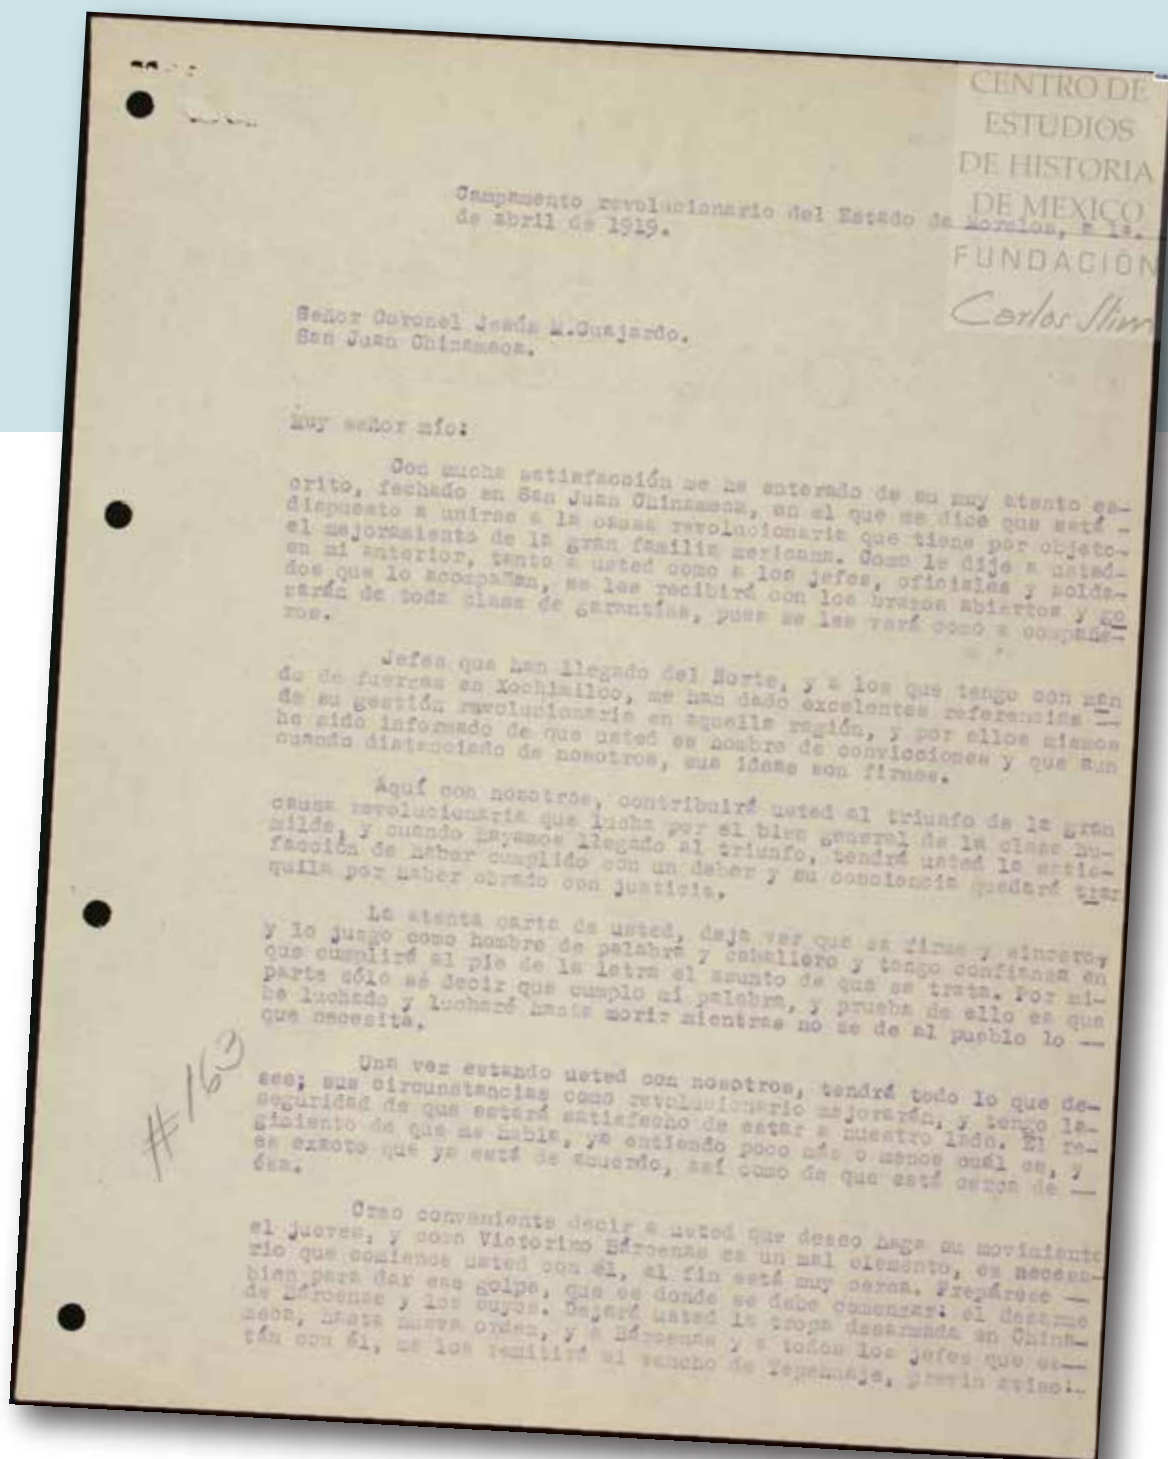 CENTRO DE
ESTUDIOS
DE HISTORIA
DE MEXICO
FUNDACIÓN
Carlos Slim
Campamento revolucionario del Estado de Morelos, a 1º.
de abril de 1919.
Señor Coronel Jesús M.Guajardo.
San Juan Chinameca.
Muy señor mío:
Con mucha satisfacción me he enterado de su muy atento es-
crito, fechado en San Juan Chinameca, en el que me dice que está -
dispuesto a unirse a la causa revolucionaria que tiene por objeto-
el mejoramiento de la gran familia mexicana. Como le dije a usted-
en mi anterior, tanto a usted como a los jefes, oficiales y solda-
dos que lo acompañan, se les recibirá con los brazos abiertos y go
zarán de toda clase de garantías, pues se les verá como a compañe-
ros.
Jefes que han llegado del Norte, y a los que tengo con man
do de fuerzas en Xochimilco, me han dado excelentes referencias —
de su gestión revolucionaria en aquella región, y por ellos mismos
he sido informado de que usted es hombre de convicciones y que aun
cuando distanciado de nosotros, sus ideas son firmes.
Aquí con nosotros, contribuirá usted al triunfo de la gran
causa revolucionaria que lucha por el bien general de la clase hu-
milde, y cuando hayamos llegado al triunfo, tendrá usted la satis-
facción de haber cumplido con un deber y su conciencia quedará tran
quila por haber obrado con justicia.
La atenta carta de usted, deja ver que es firme y sincero,
y lo juzgo como hombre de palabra y caballero y tengo confianza en
que cumplirá al pie de la letra el asunto de que se trata. Por mi-
parte sólo sé decir que cumplo mi palabra, y prueba de ello es que
he luchado y lucharé hasta morir mientras no se de al pueblo lo —
que necesita.
#163
Una vez estando usted con nosotros, tendrá todo lo que de-
see; sus circunstancias como revolucionario mejorarán, y tengo la-
seguridad de que estará satisfecho de estar a nuestro lado. El re-
gimiento de que me habla, ya entiendo poco más o menos cuál es, y
es exacto que ya está de acuerdo, así como de que está cerca de —
ésa.
Creo conveniente decir a usted que deseo haga su movimiento
el jueves, y como Victorino Bárcenas es un mal elemento, es necesa-
rio que comience usted con él, al fin está muy cerca. Prepárese —
bien para dar ese golpe, que es donde se debe comenzar: el desarme
de Bárcenas y los suyos. Dejará usted la tropa desarmada en China-
meca, hasta nueva orden, y a Bárcenas y a todos los jefes que es—
tán con él, me los remitirá al rancho de Tepehuaje, previo aviso